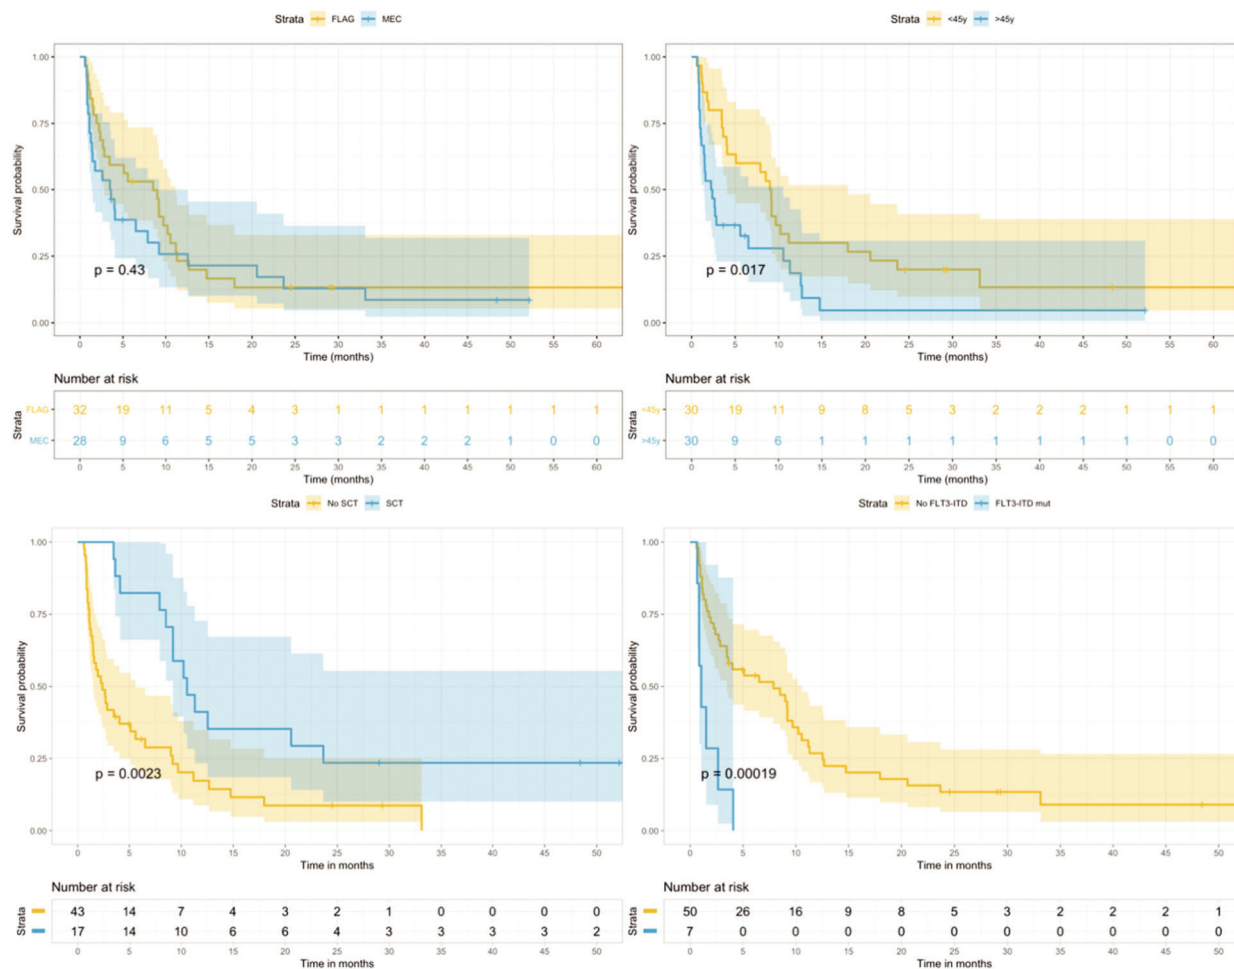 Strata FLAG MEC
Survival probability
1.00
0.75
0.50
0.25
0.00
p = 0.43
0 5 10 15 20 25 30 35 40 45 50 55 60
Time (months)
Number at risk
Strata
FLAG 32 19 11 5 4 3 1 1 1 1 1 1 1
MEC 28 9 6 5 5 3 3 2 2 2 1 0 0
0 5 10 15 20 25 30 35 40 45 50 55 60
Time (months)
Strata <45y >45y
Survival probability
1.00
0.75
0.50
0.25
0.00
p = 0.017
0 5 10 15 20 25 30 35 40 45 50 55 60
Time (months)
Number at risk
Strata
<45y 30 19 11 9 8 5 3 2 2 2 1 1 1
>45y 30 9 6 1 1 1 1 1 1 1 1 0 0
0 5 10 15 20 25 30 35 40 45 50 55 60
Time (months)
Strata No SCT SCT
Survival probability
1.00
0.75
0.50
0.25
0.00
p = 0.0023
0 5 10 15 20 25 30 35 40 45 50
Time in months
Number at risk
Strata
43 14 7 4 3 2 1 0 0 0 0
17 14 10 6 6 4 3 3 3 3 2
0 5 10 15 20 25 30 35 40 45 50
Time in months
Strata No FLT3-ITD FLT3-ITD mut
Survival probability
1.00
0.75
0.50
0.25
0.00
p = 0.00019
0 5 10 15 20 25 30 35 40 45 50
Time in months
Number at risk
Strata
50 26 16 9 8 5 3 2 2 2 1
7 0 0 0 0 0 0 0 0 0 0
0 5 10 15 20 25 30 35 40 45 50
Time in months